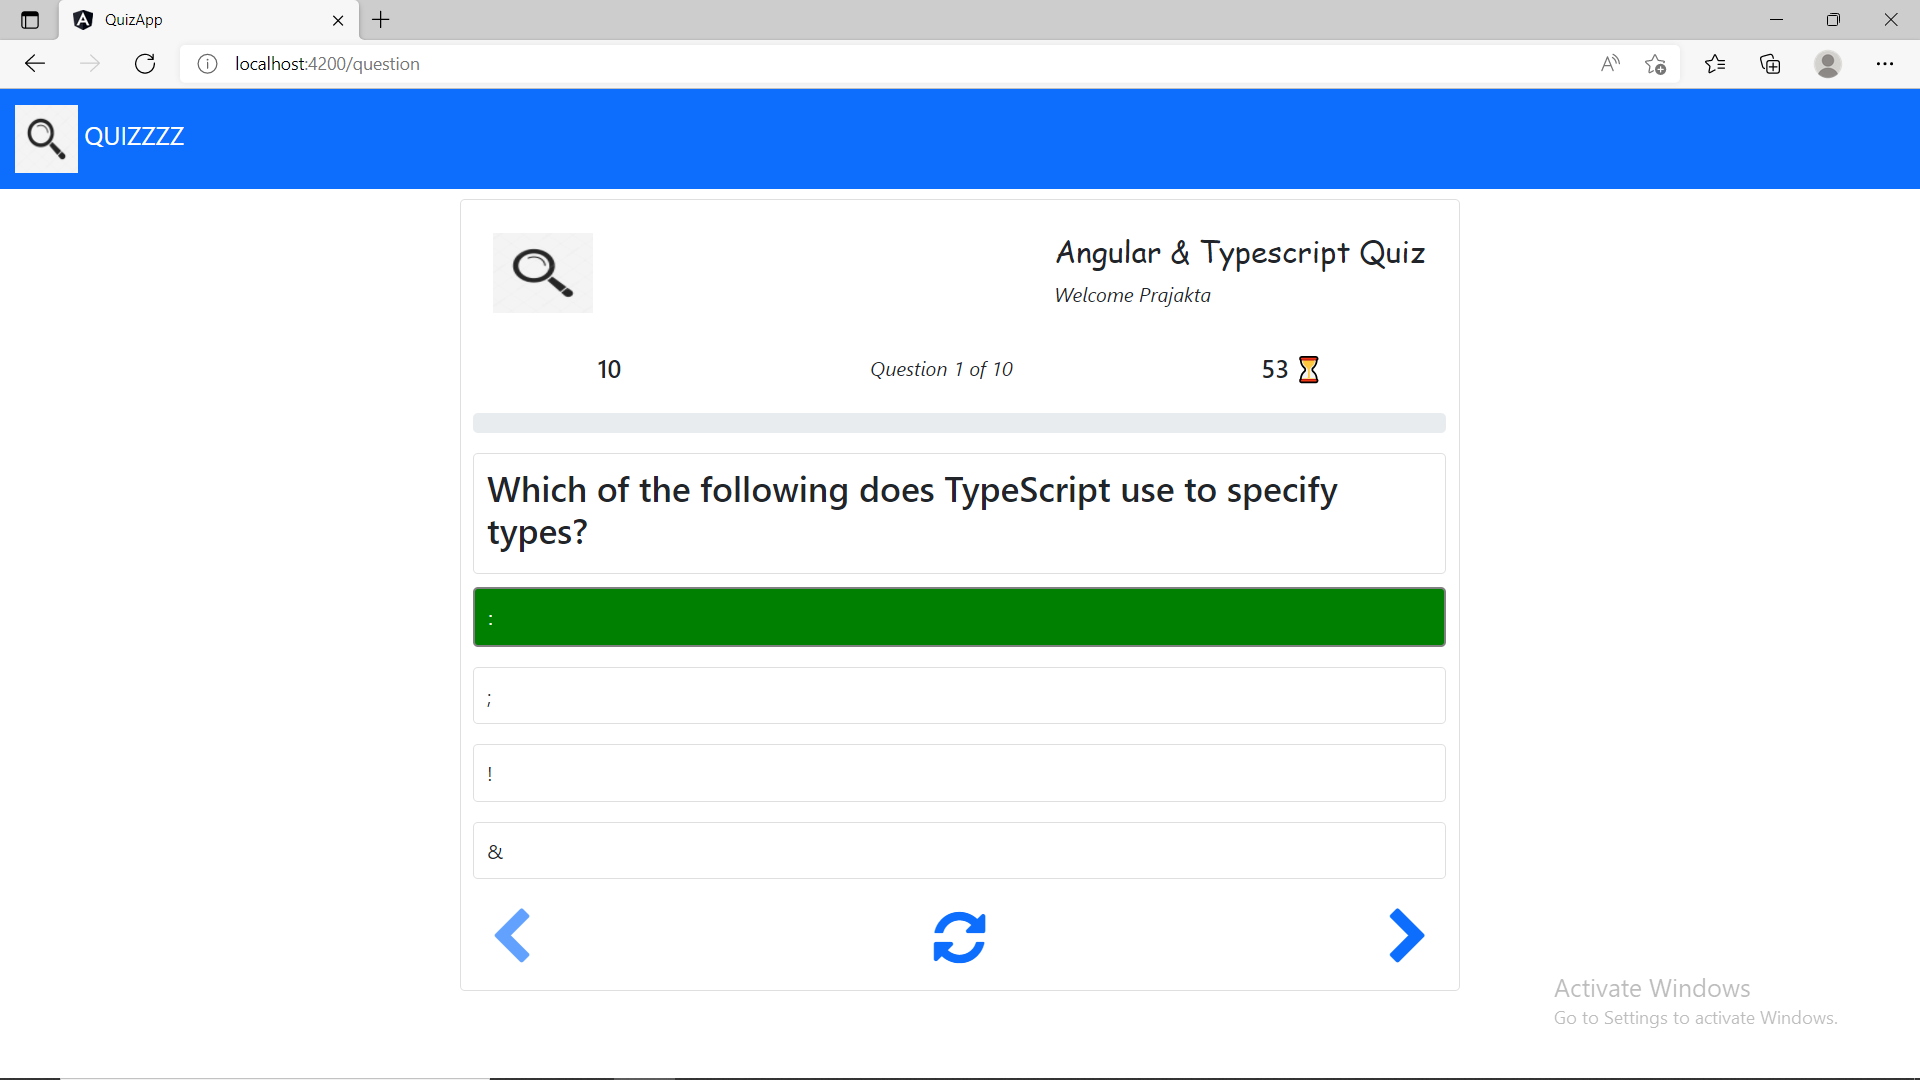 QuizApp
localhost:4200/question
QUIZZZZ
Angular & Typescript Quiz
Welcome Prajakta
10
Question 1 of 10
53
Which of the following does TypeScript use to specify
types?
:
;
!
&
Activate Windows
Go to Settings to activate Windows.